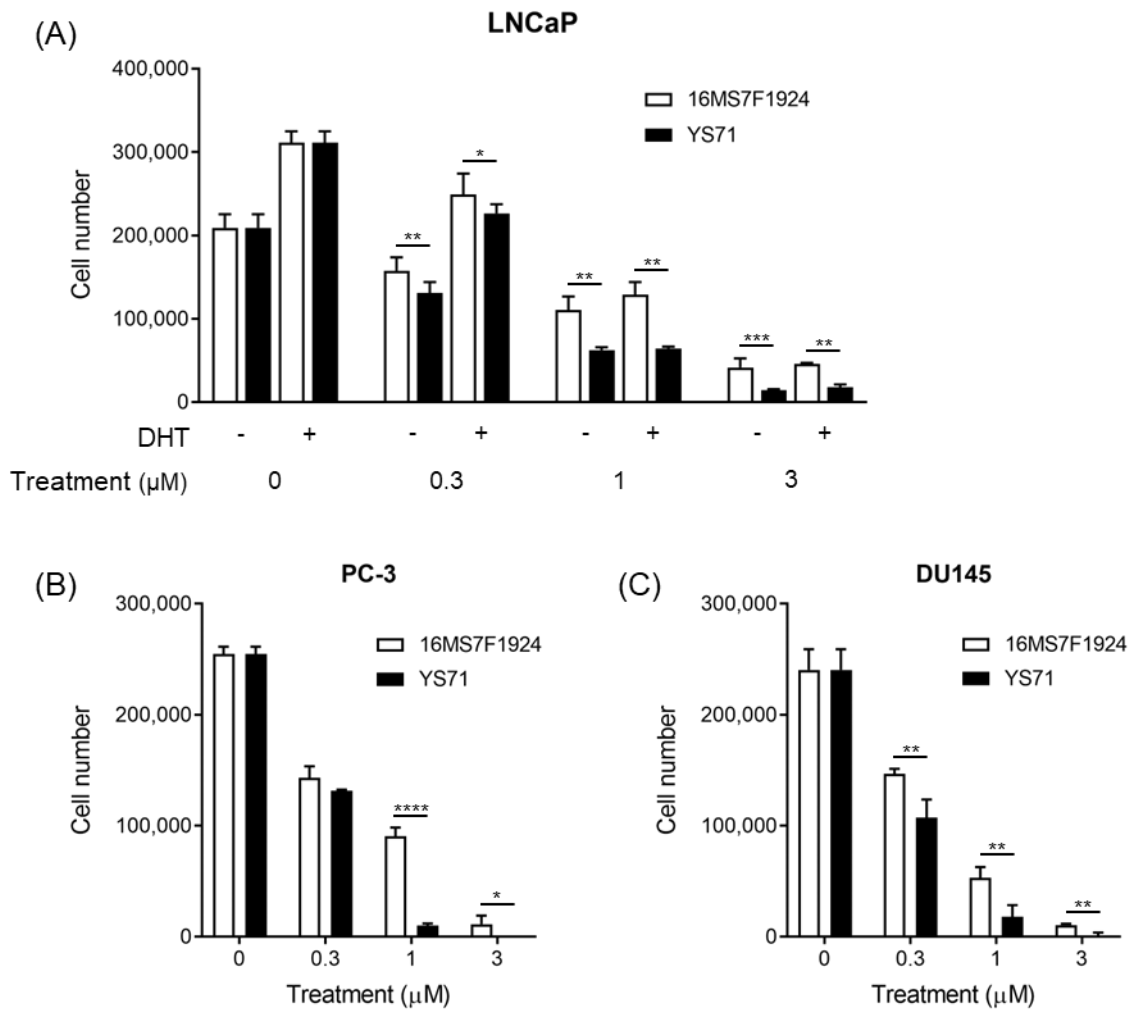 (A)
LNCaP
400,000
300,000
200,000
100,000
0
Cell number
16MS7F1924
YS71
** * ** ** *** **
DHT - + - + - + - +
Treatment (µM) 0 0.3 1 3
(B)
PC-3
300,000
200,000
100,000
0
Cell number
16MS7F1924
YS71
**** *
0 0.3 1 3
Treatment (μM)
(C)
DU145
300,000
200,000
100,000
0
Cell number
16MS7F1924
YS71
** ** **
0 0.3 1 3
Treatment (μM)